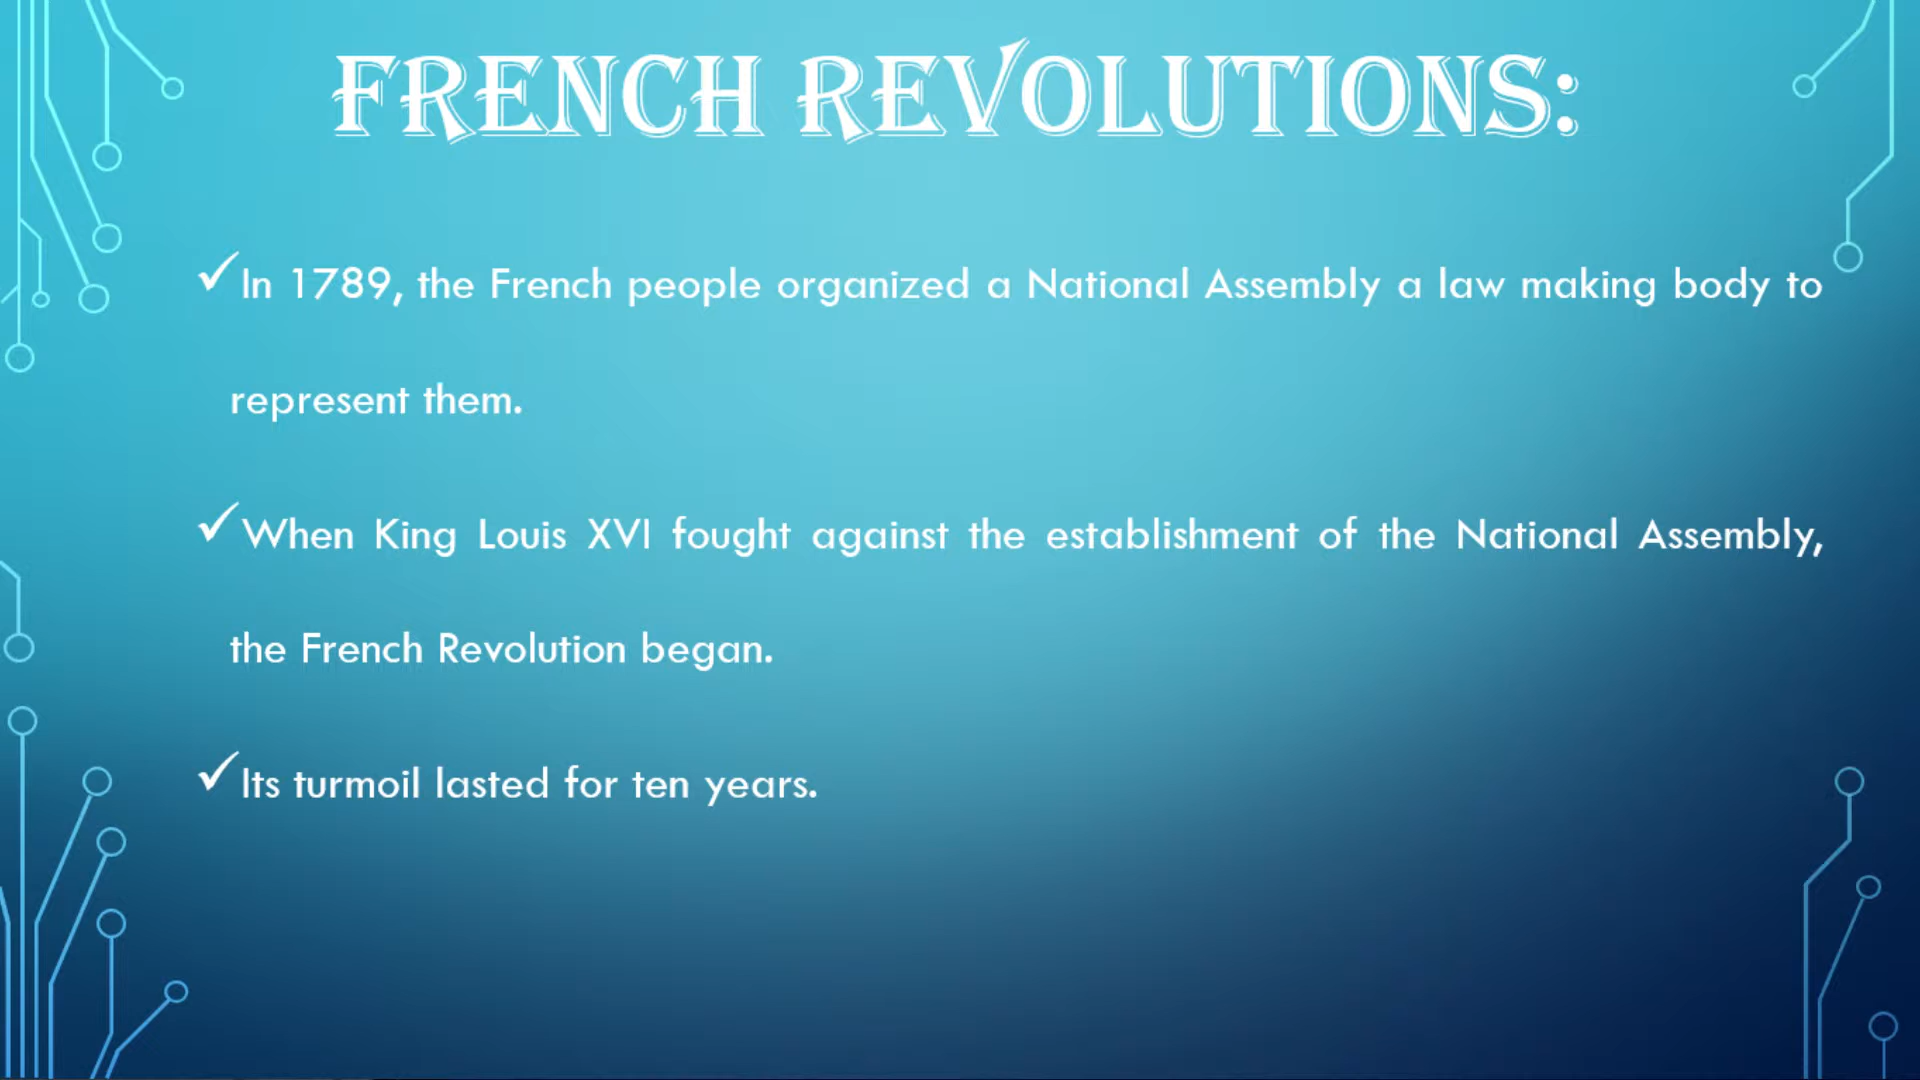 FRENCH REVOLUTIONS:
✓In 1789, the French people organized a National Assembly a law making body to
represent them.
✓When King Louis XVI fought against the establishment of the National Assembly,
the French Revolution began.
✓Its turmoil lasted for ten years.